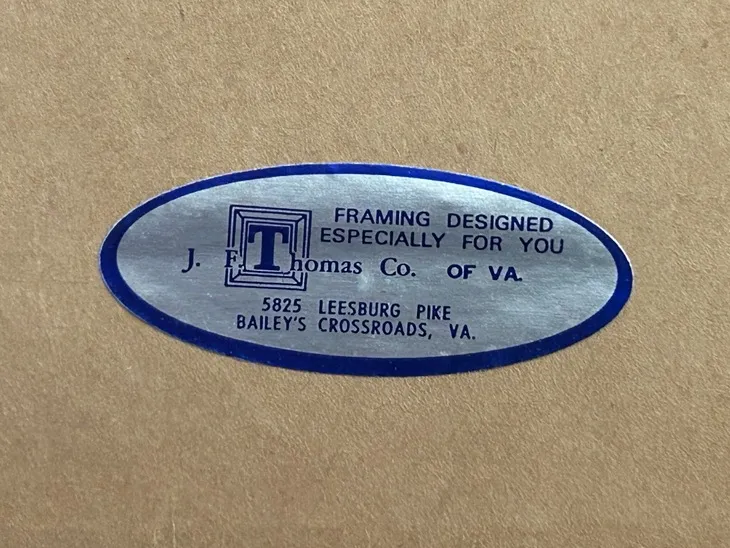 FRAMING DESIGNED
ESPECIALLY FOR YOU
J. F. Thomas Co. OF VA.
5825 LEESBURG PIKE
BAILEY'S CROSSROADS, VA.